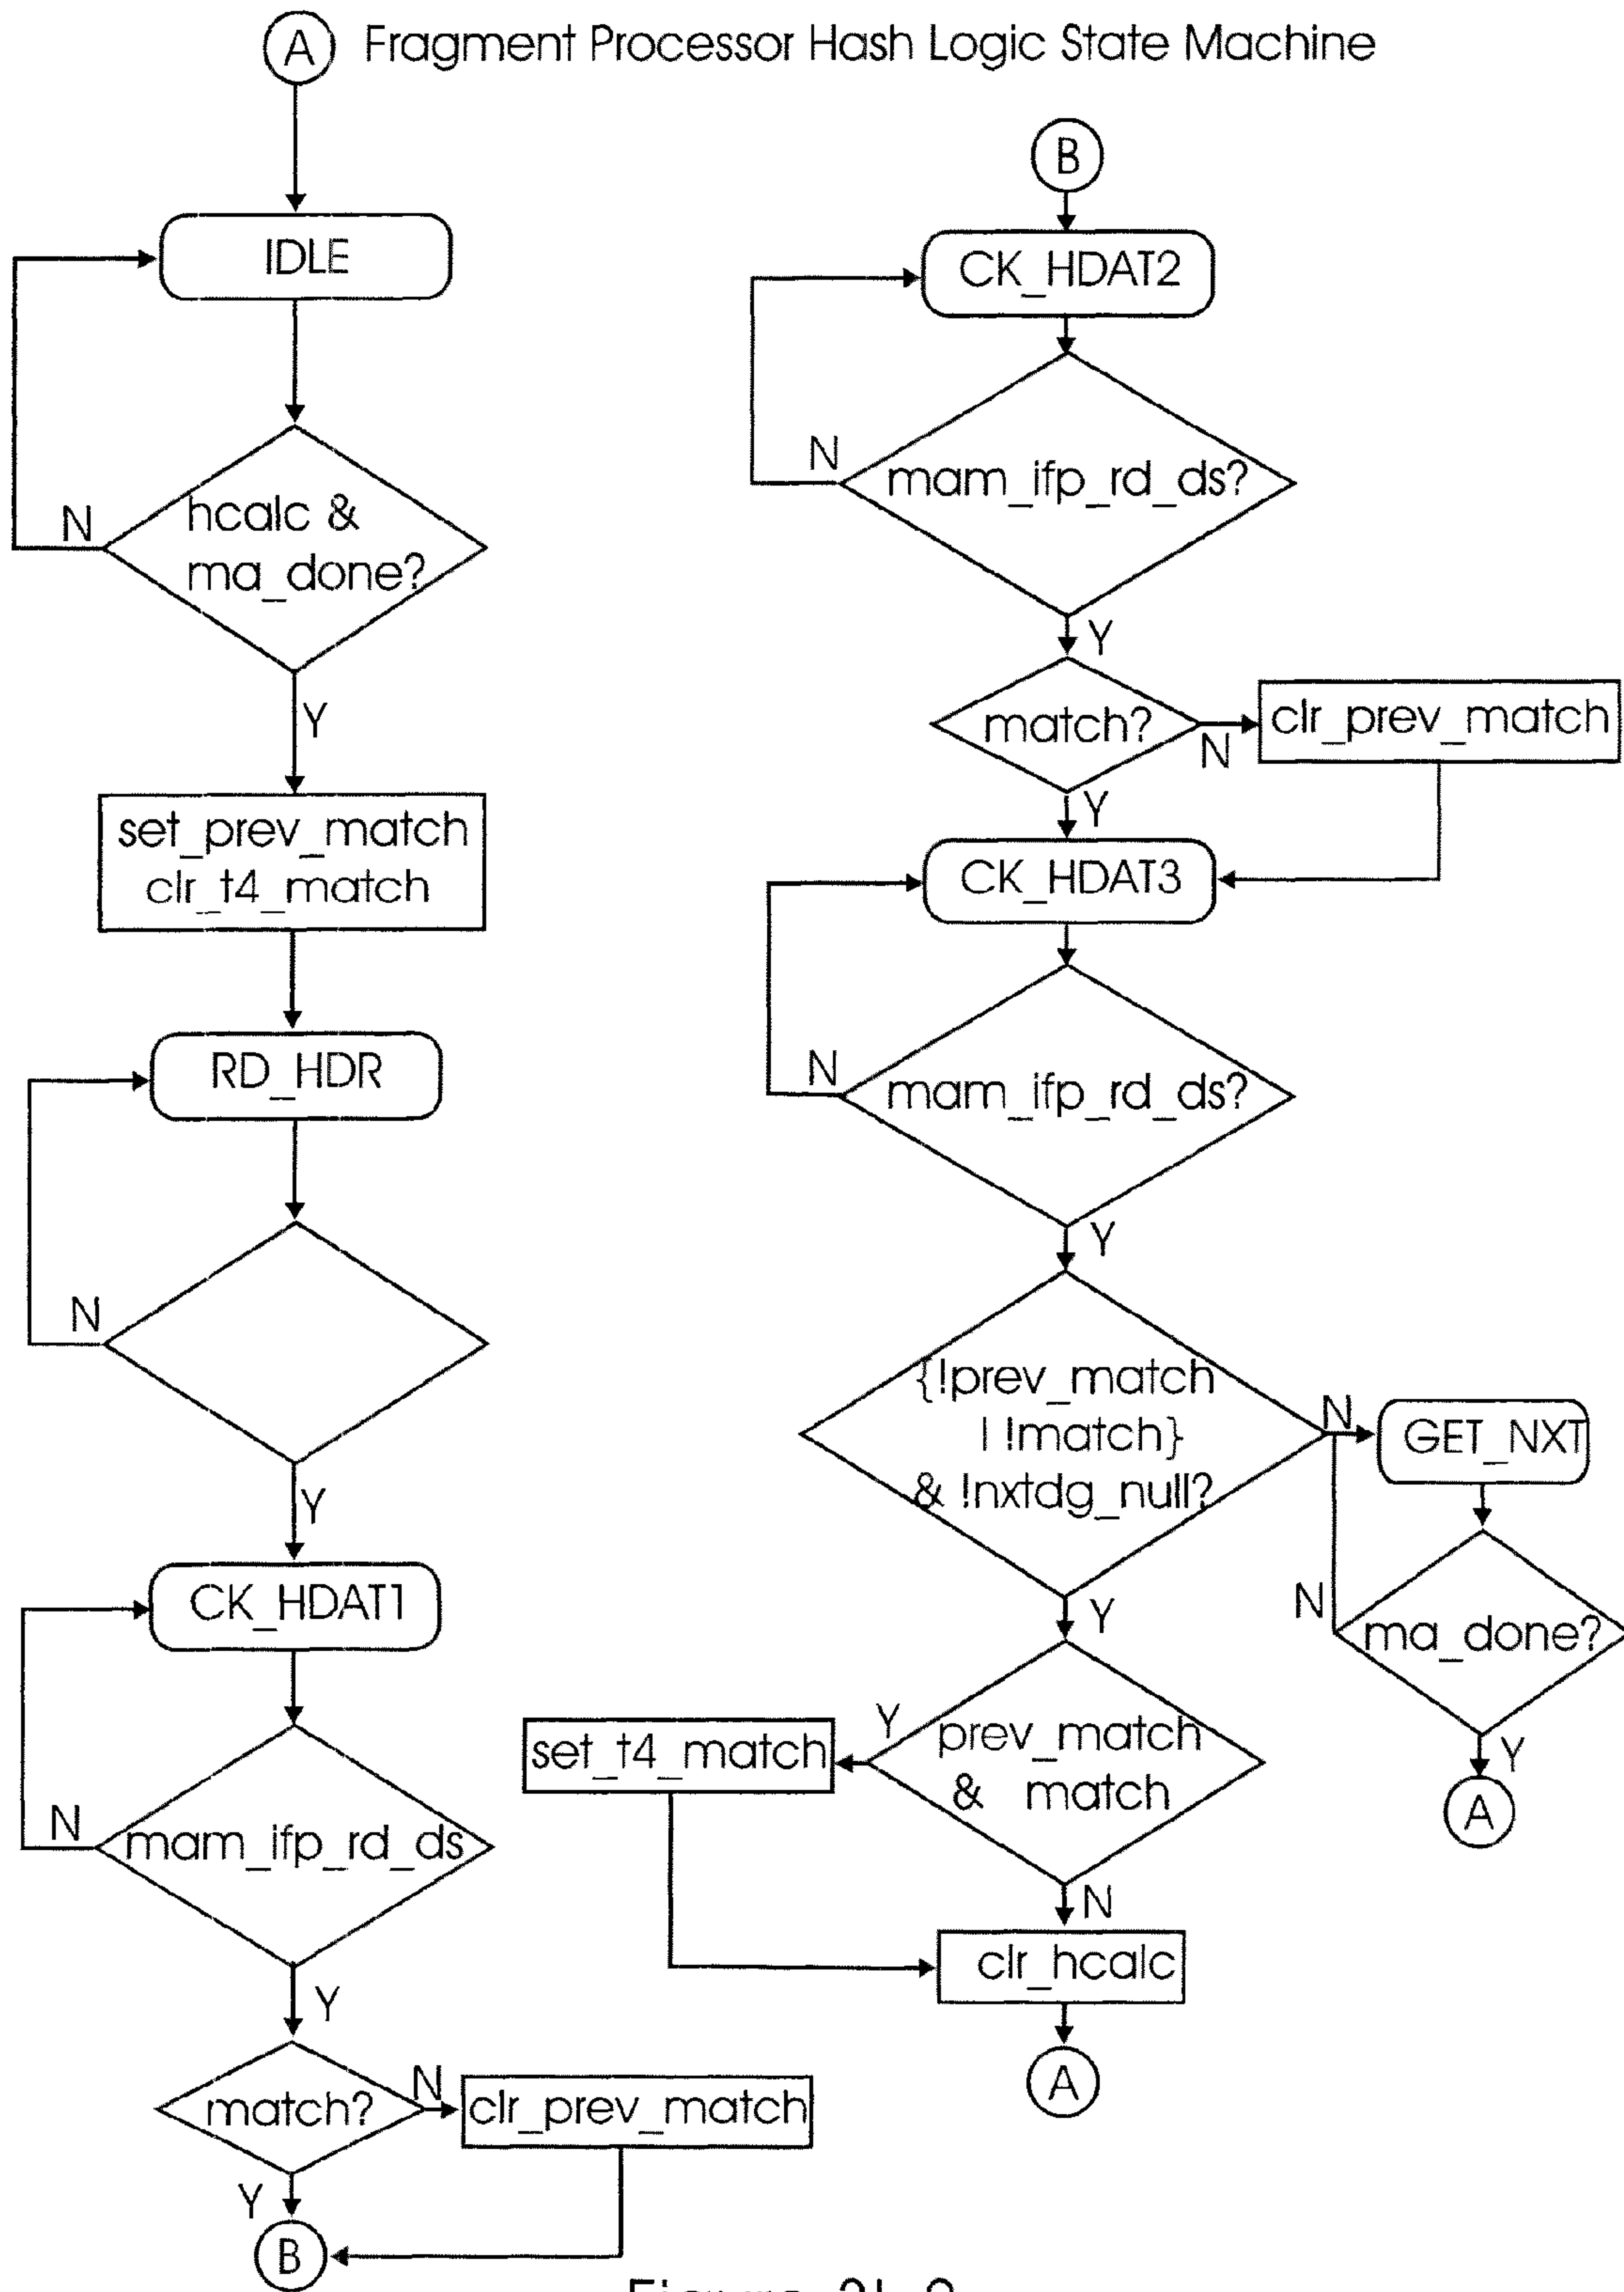 A
Fragment Processor Hash Logic State Machine
IDLE
N
hcalc &
ma_done?
Y
set_prev_match
clr_t4_match
RD_HDR
N
Y
CK_HDAT1
N
mam_ifp_rd_ds
Y
match?
N
clr_prev_match
Y
B
B
CK_HDAT2
N
mam_ifp_rd_ds?
Y
match?
N
clr_prev_match
Y
CK_HDAT3
N
mam_ifp_rd_ds?
Y
{!prev_match
| !match}
& !nxtdg_null?
N
GET_NXT
N
ma_done?
Y
A
Y
prev_match
& match
Y
set_t4_match
N
clr_hcalc
A